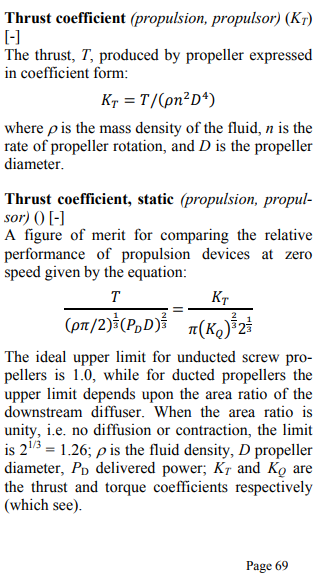 Thrust coefficient (propulsion, propulsor) (K_T)
[-]
The thrust, T, produced by propeller expressed
in coefficient form:
K_T = T/(ρn²D⁴)
where ρ is the mass density of the fluid, n is the
rate of propeller rotation, and D is the propeller
diameter.
Thrust coefficient, static (propulsion, propul-
sor) () [-]
A figure of merit for comparing the relative
performance of propulsion devices at zero
speed given by the equation:
T / ((ρπ/2)^(1/3)(P_D D)^(2/3)) = K_T / (π(K_Q)^(2/3) 2^(1/3))
The ideal upper limit for unducted screw pro-
pellers is 1.0, while for ducted propellers the
upper limit depends upon the area ratio of the
downstream diffuser. When the area ratio is
unity, i.e. no diffusion or contraction, the limit
is 2^(1/3) = 1.26; ρ is the fluid density, D propeller
diameter, P_D delivered power; K_T and K_Q are
the thrust and torque coefficients respectively
(which see).
Page 69